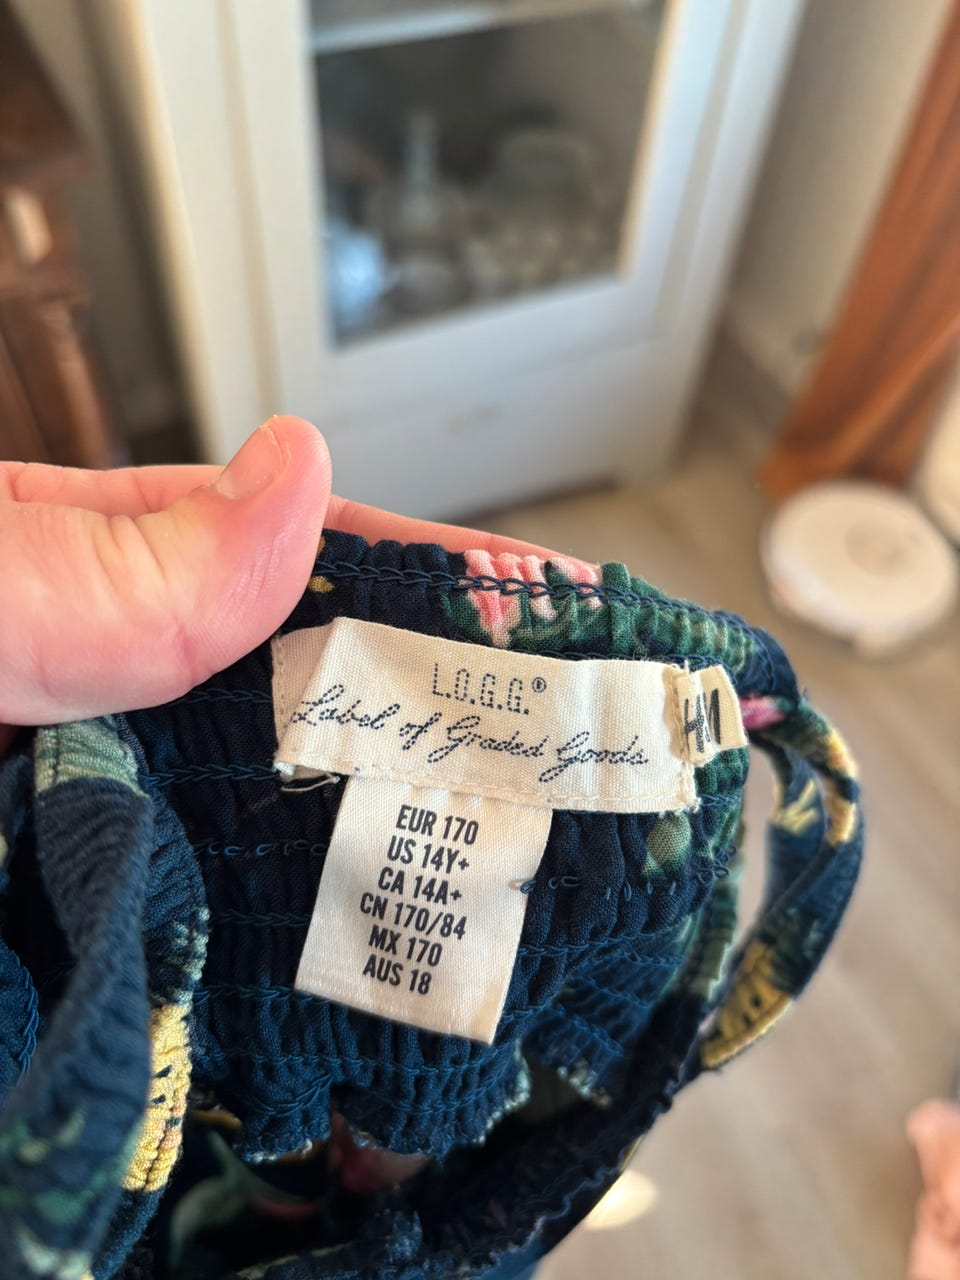 L.O.G.G.®
Label of Graded Goods
H&M
EUR 170
US 14Y+
CA 14A+
CN 170/84
MX 170
AUS 18